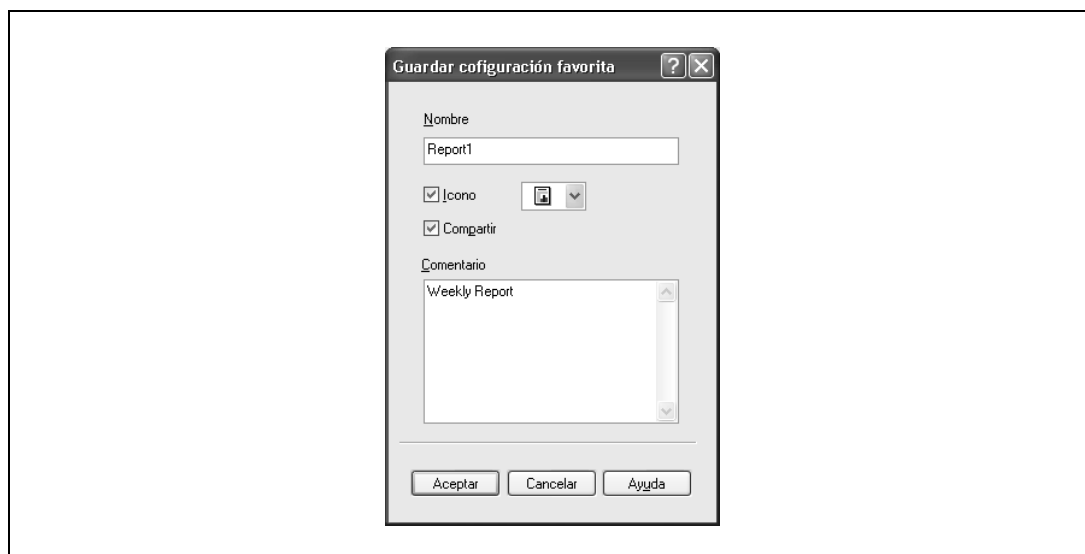 Guardar cofiguración favorita
Nombre
Report1
Icono
Compartir
Comentario
Weekly Report
Aceptar Cancelar Ayuda